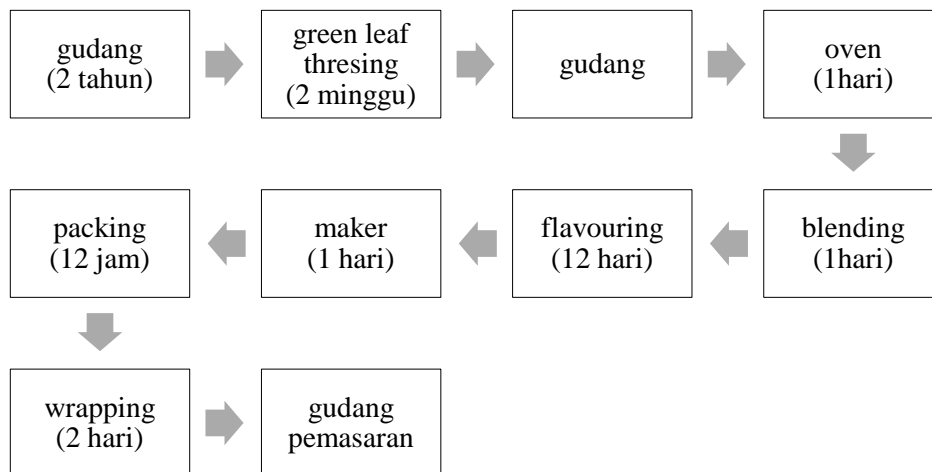 gudang
(2 tahun)
green leaf
thresing
(2 minggu)
gudang
oven
(1hari)
blending
(1hari)
flavouring
(12 hari)
maker
(1 hari)
packing
(12 jam)
wrapping
(2 hari)
gudang
pemasaran